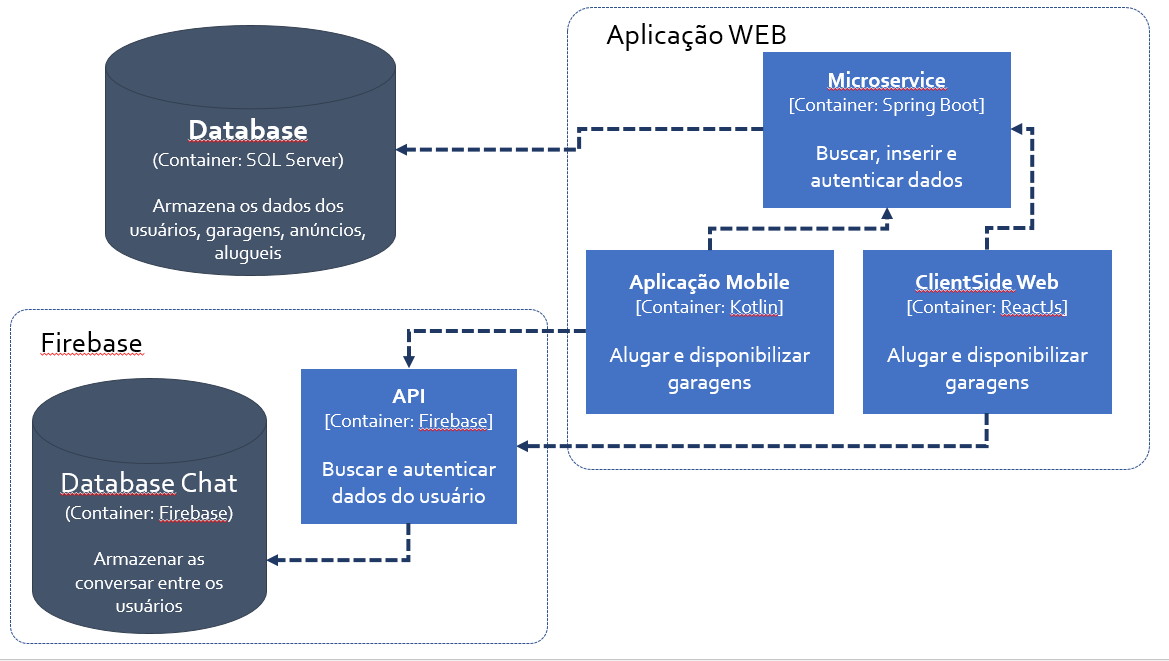 Aplicação WEB
Microservice
[Container: Spring Boot]
Buscar, inserir e
autenticar dados
Database
(Container: SQL Server)
Armazena os dados dos
usuários, garagens, anúncios,
alugueis
Aplicação Mobile
[Container: Kotlin]
Alugar e disponibilizar
garagens
ClientSide Web
[Container: ReactJs]
Alugar e disponibilizar
garagens
Firebase
API
[Container: Firebase]
Buscar e autenticar
dados do usuário
Database Chat
(Container: Firebase)
Armazenar as
conversar entre os
usuários